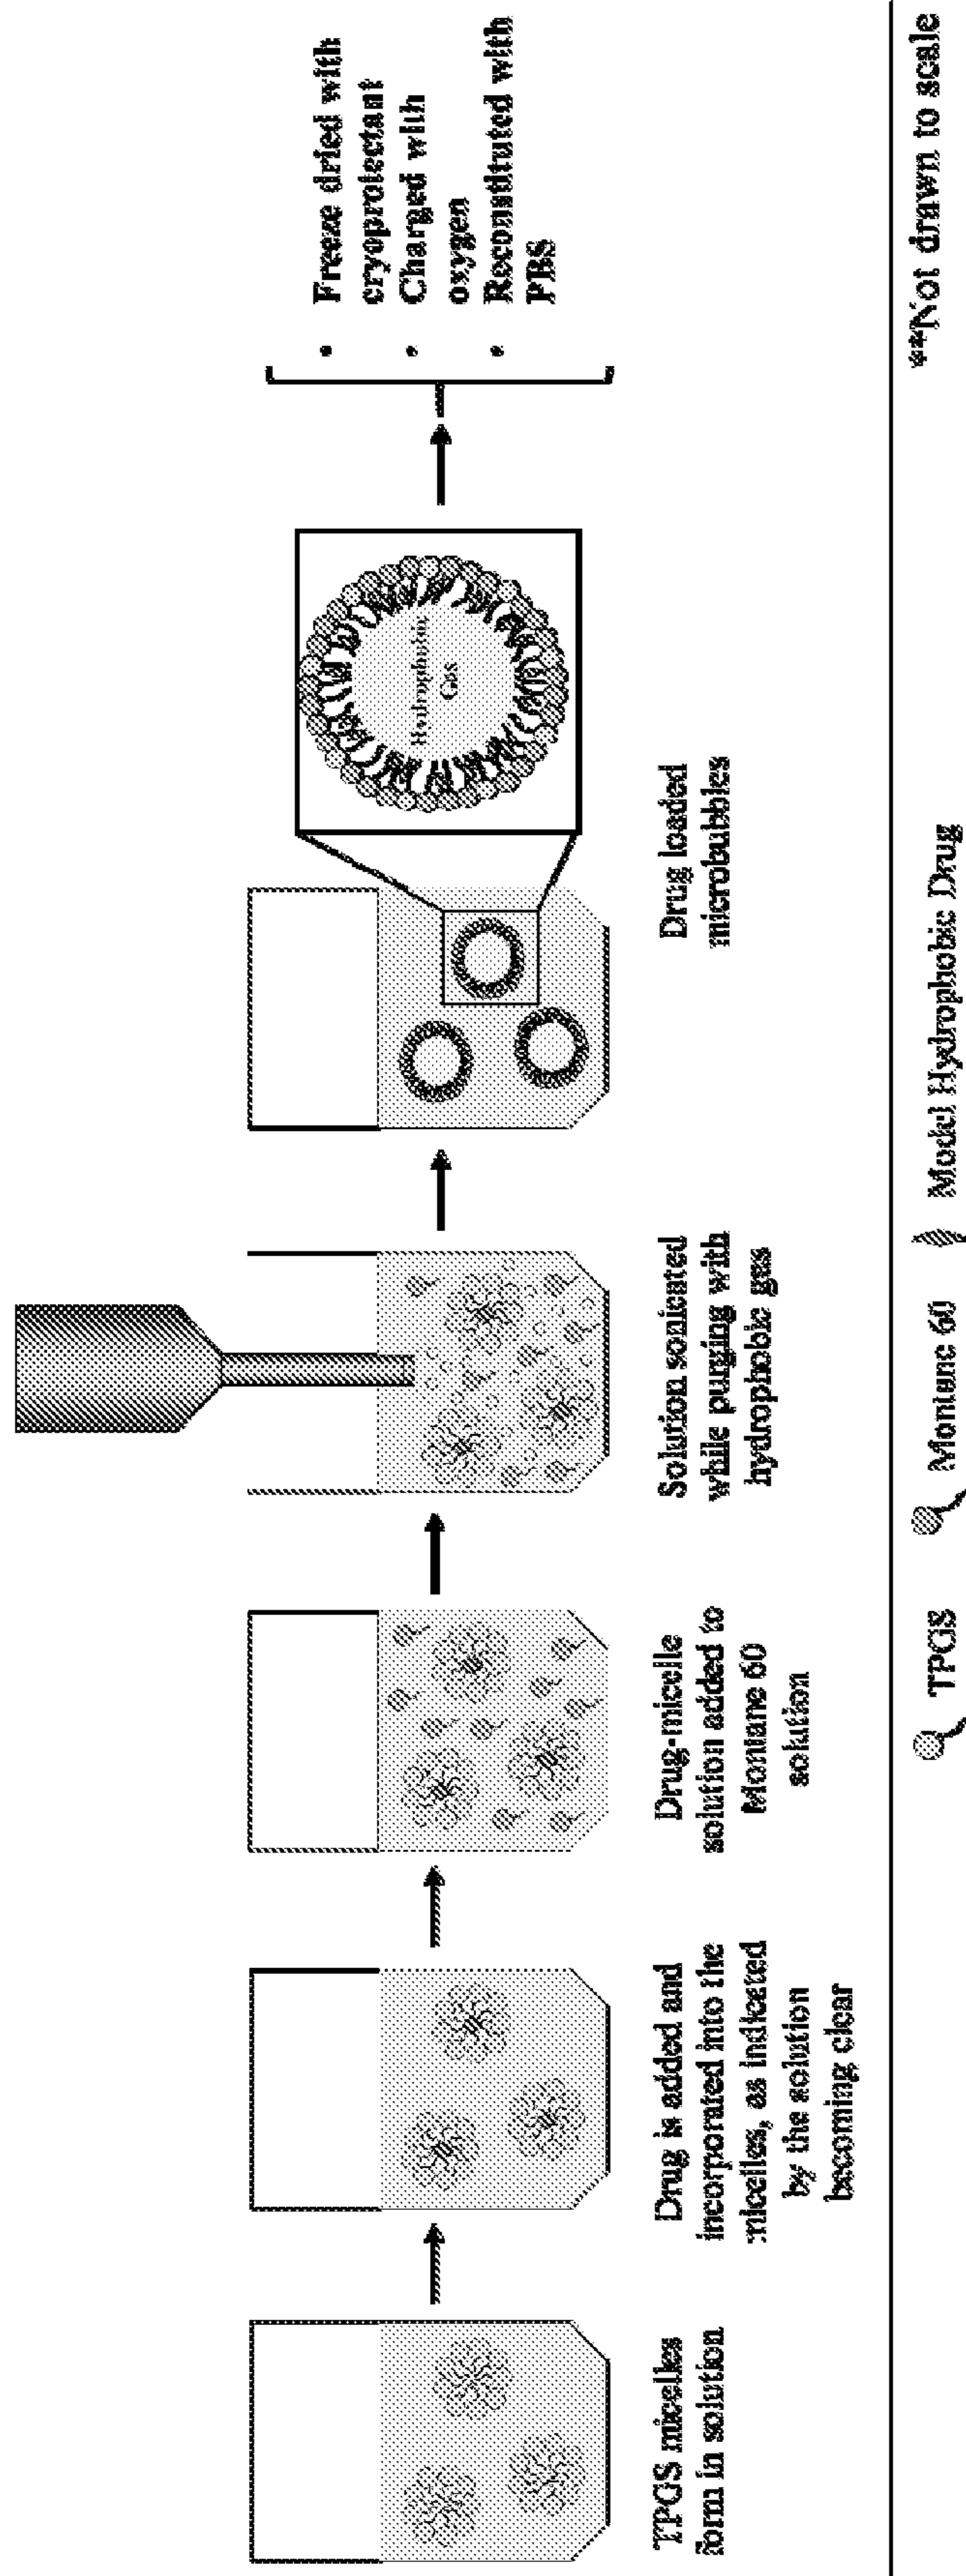 TPGS micelles
form in solution
Drug is added and
incorporated into the
micelles, as indicated
by the solution
becoming clear
Drug-micelle
solution added to
Montane 60
solution
Solution sonicated
while purging with
hydrophobic gas
Drug loaded
microbubbles
Hydrophobic
Gas
• Freeze dried with
cryoprotectant
• Charged with
oxygen
• Reconstituted with
PBS
TPGS
Montane 60
Model Hydrophobic Drug
**Not drawn to scale